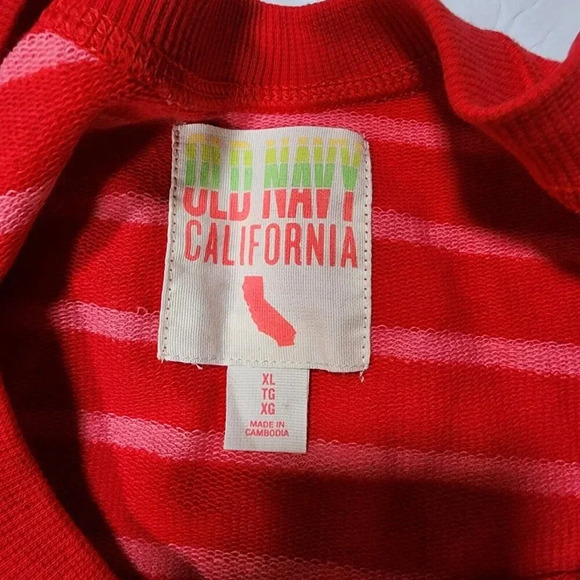 OLD NAVY
CALIFORNIA
XL
TG
XG
MADE IN
CAMBODIA